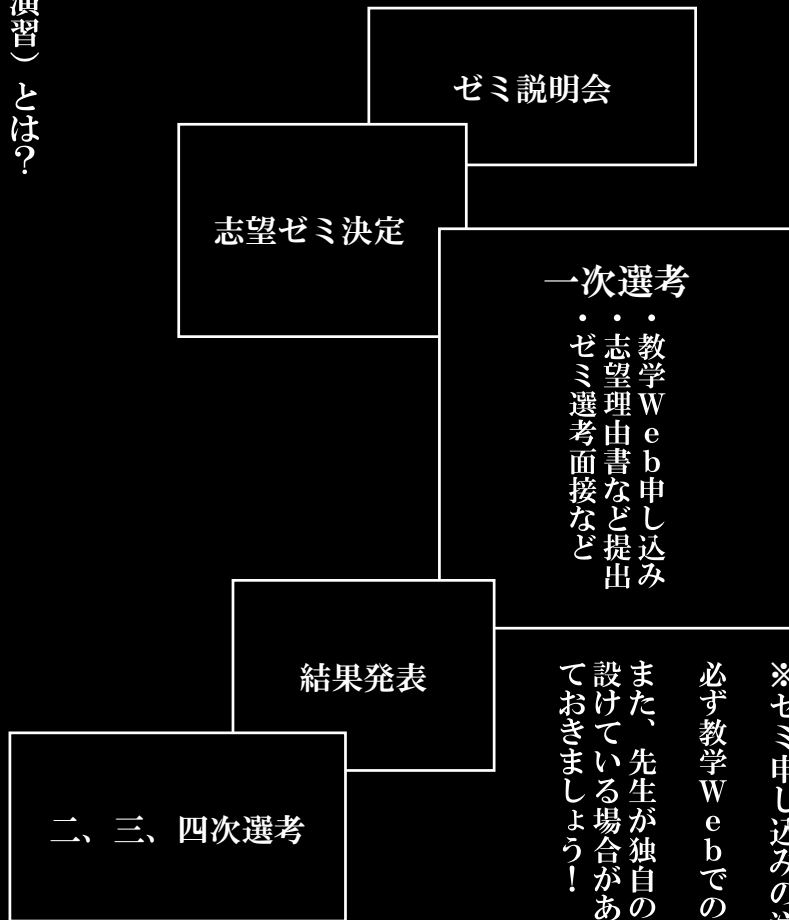 ゼミ説明会
志望ゼミ決定
一次選考
・教学Web申し込み
・志望理由書など提出
・ゼミ選考面接など
結果発表
二、三、四次選考
※ゼミ申し込みの
必ず教学Webでの
また、先生が独自の
設けている場合があ
ておきましょう！
演習）とは？